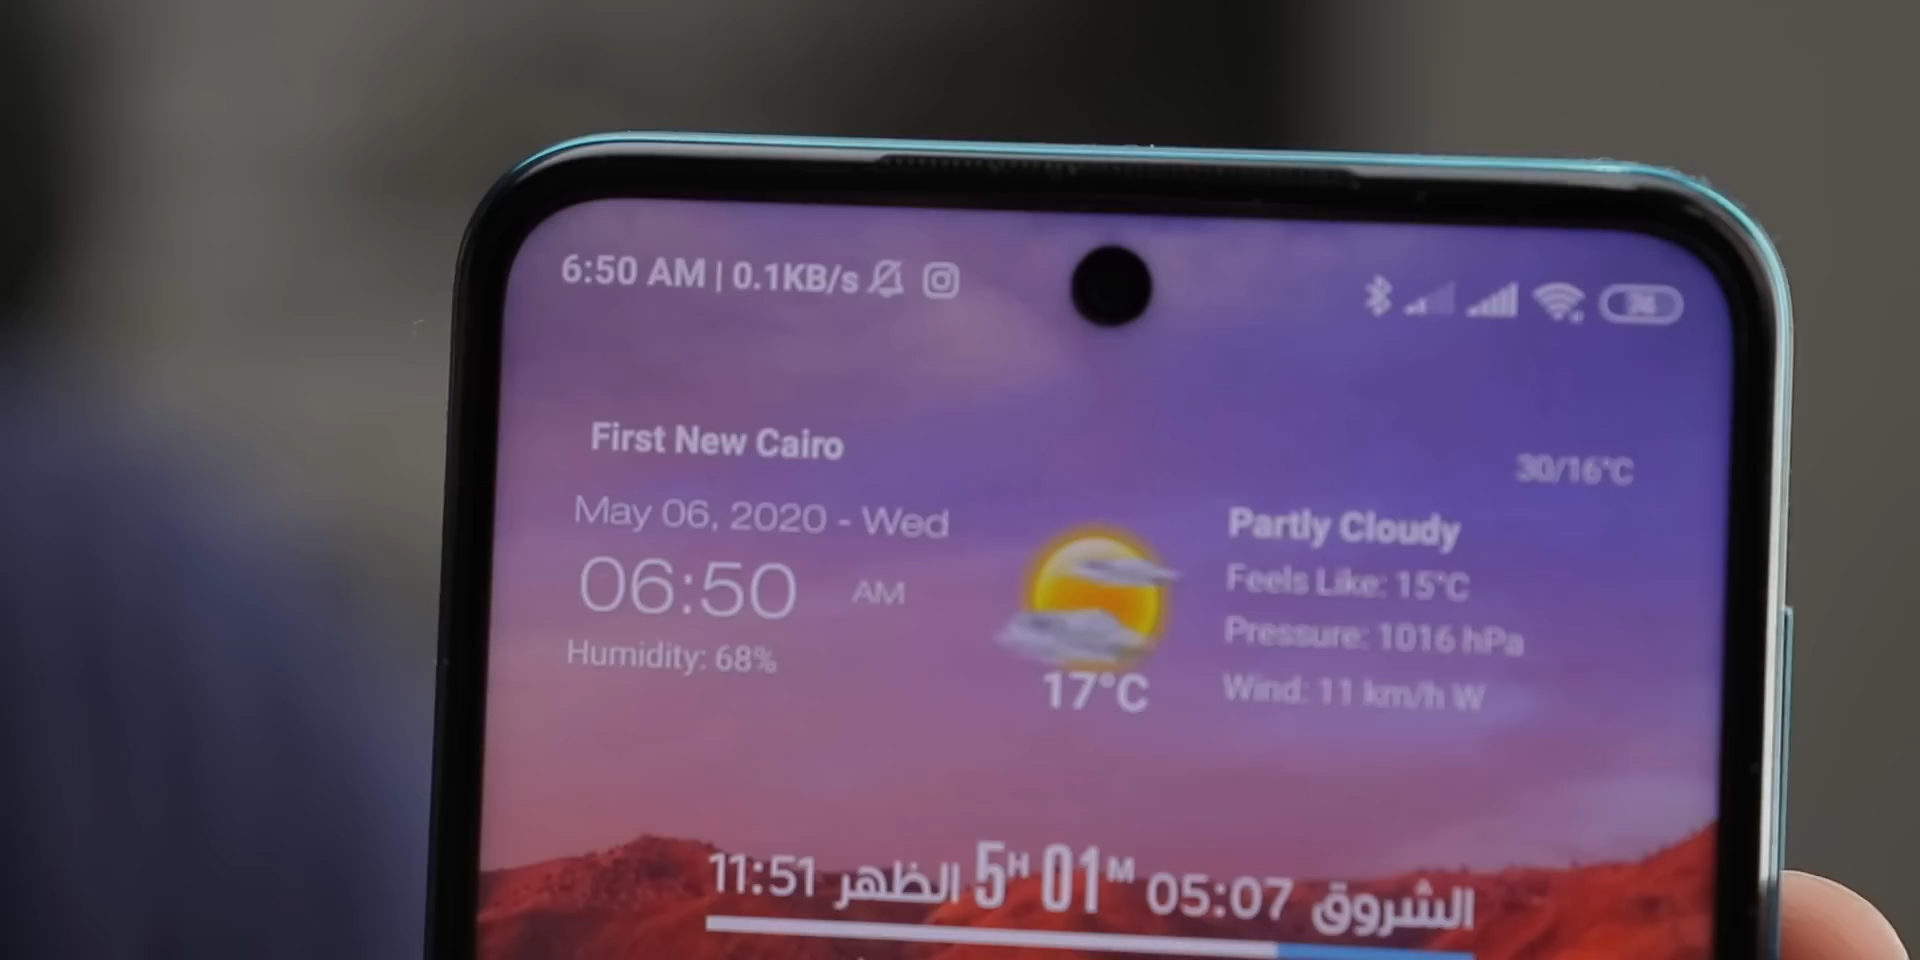 6:50 AM | 0.1KB/s
First New Cairo
30/16°C
May 06, 2020 - Wed
06:50 AM
Humidity: 68%
17°C
Partly Cloudy
Feels Like: 15°C
Pressure: 1016 hPa
Wind: 11 km/h W
الشروق 05:07 5H 01M الظهر 11:51